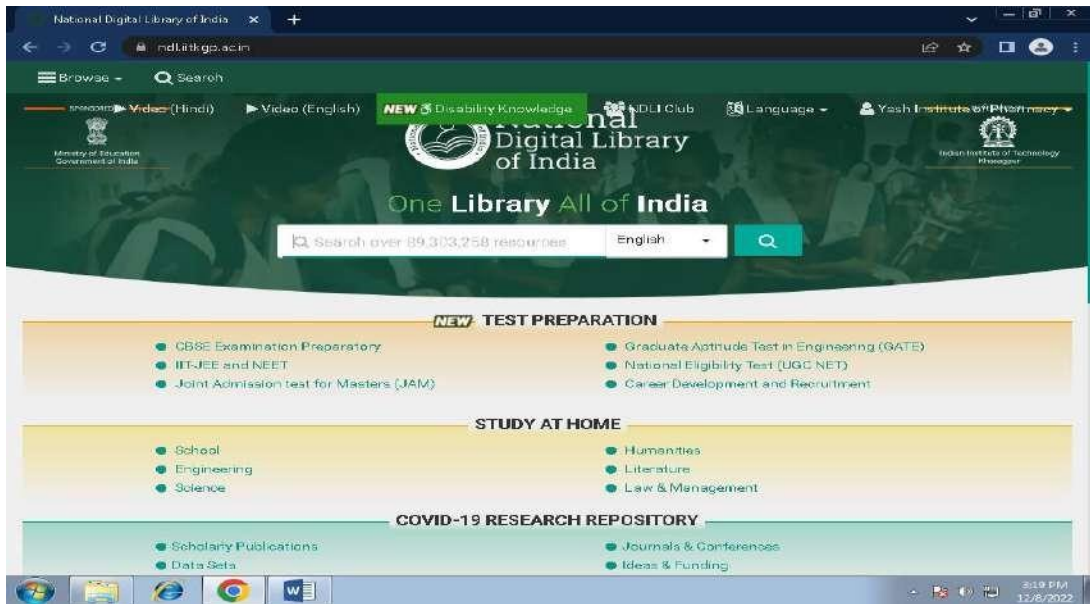 National Digital Library of India
ndl.iitkgp.ac.in
Browse
Search
SPONSORED Video (Hindi) Video (English) NEW Disability Knowledge NDLI Club Language Yash Institute of Pharmacy
Ministry of Education
Government of India
National
Digital Library
of India
Indian Institute of Technology
Kharagpur
One Library All of India
Search over 89,303,258 resources English
NEW TEST PREPARATION
CBSE Examination Preparatory
IIT-JEE and NEET
Joint Admission test for Masters (JAM)
Graduate Aptitude Test in Engineering (GATE)
National Eligibility Test (UGC NET)
Career Development and Recruitment
STUDY AT HOME
School
Engineering
Science
Humanities
Literature
Law & Management
COVID-19 RESEARCH REPOSITORY
Scholarly Publications
Data Sets
Journals & Conferences
Ideas & Funding
3:19 PM
12/8/2022